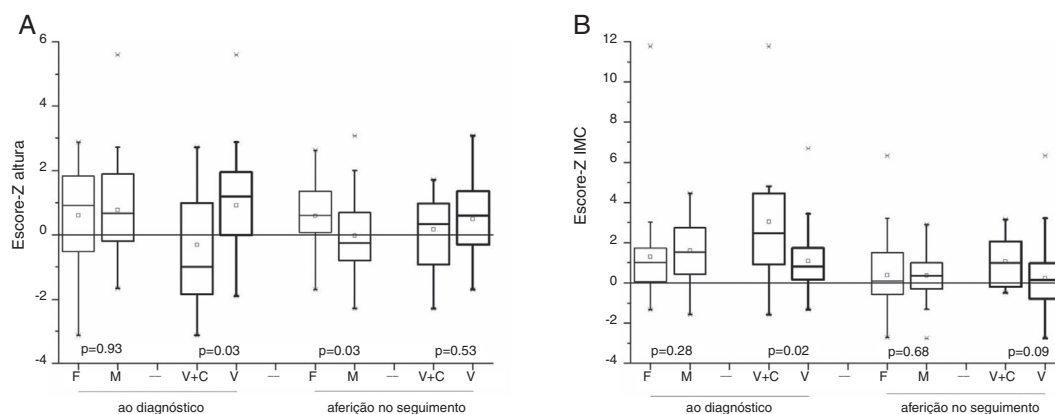 A
Escore-Z altura
6
4
2
0
-2
-4
p=0.93 p=0.03 p=0.03 p=0.53
F M — V+C V — F M — V+C V
ao diagnóstico aferição no seguimento
B
Escore-Z IMC
12
10
8
6
4
2
0
-2
-4
p=0.28 p=0.02 p=0.68 p=0.09
F M — V+C V — F M — V+C V
ao diagnóstico aferição no seguimento